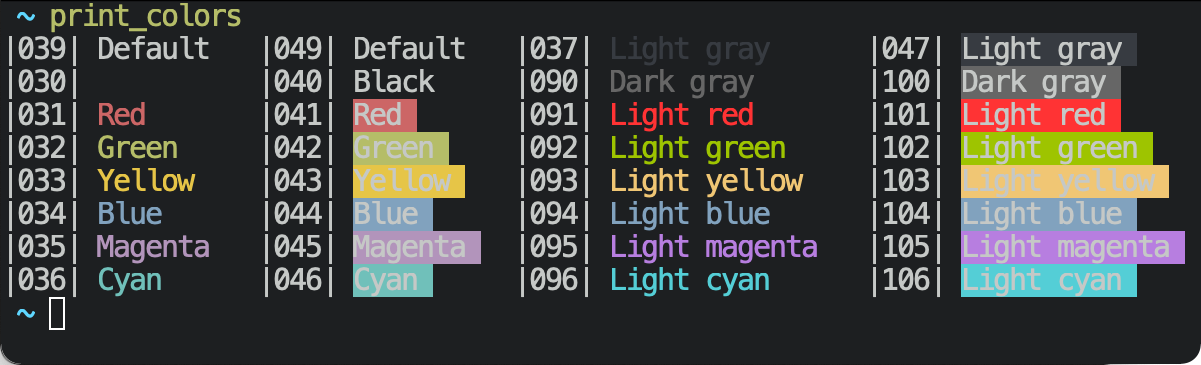 ~ print_colors
|039| Default |049| Default |037| Light gray |047| Light gray
|030| |040| Black |090| Dark gray |100| Dark gray
|031| Red |041| Red |091| Light red |101| Light red
|032| Green |042| Green |092| Light green |102| Light green
|033| Yellow |043| Yellow |093| Light yellow |103| Light yellow
|034| Blue |044| Blue |094| Light blue |104| Light blue
|035| Magenta |045| Magenta |095| Light magenta |105| Light magenta
|036| Cyan |046| Cyan |096| Light cyan |106| Light cyan
~